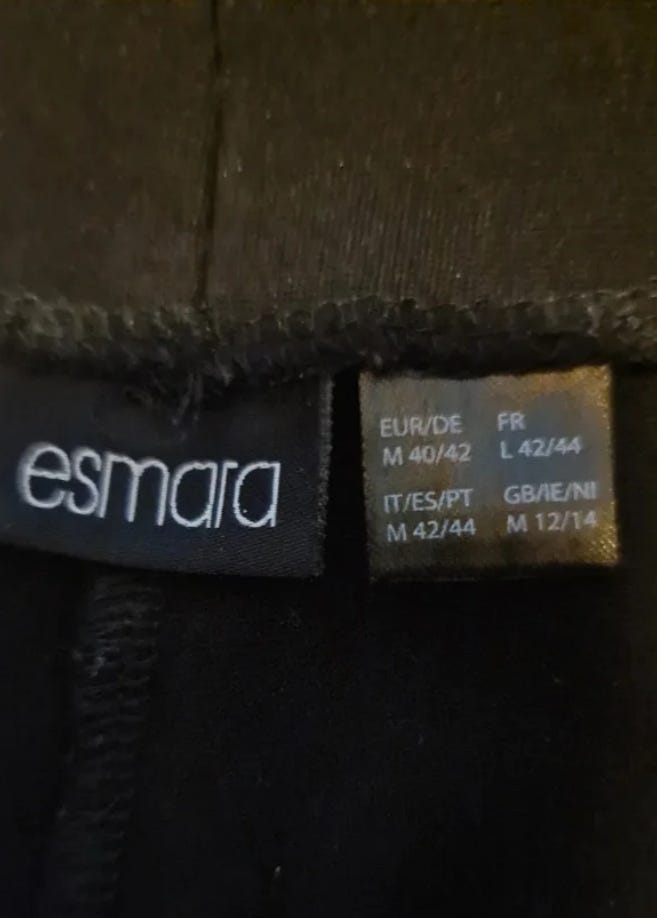 esmara
EUR/DE FR
M 40/42 L 42/44
IT/ES/PT GB/IE/NI
M 42/44 M 12/14